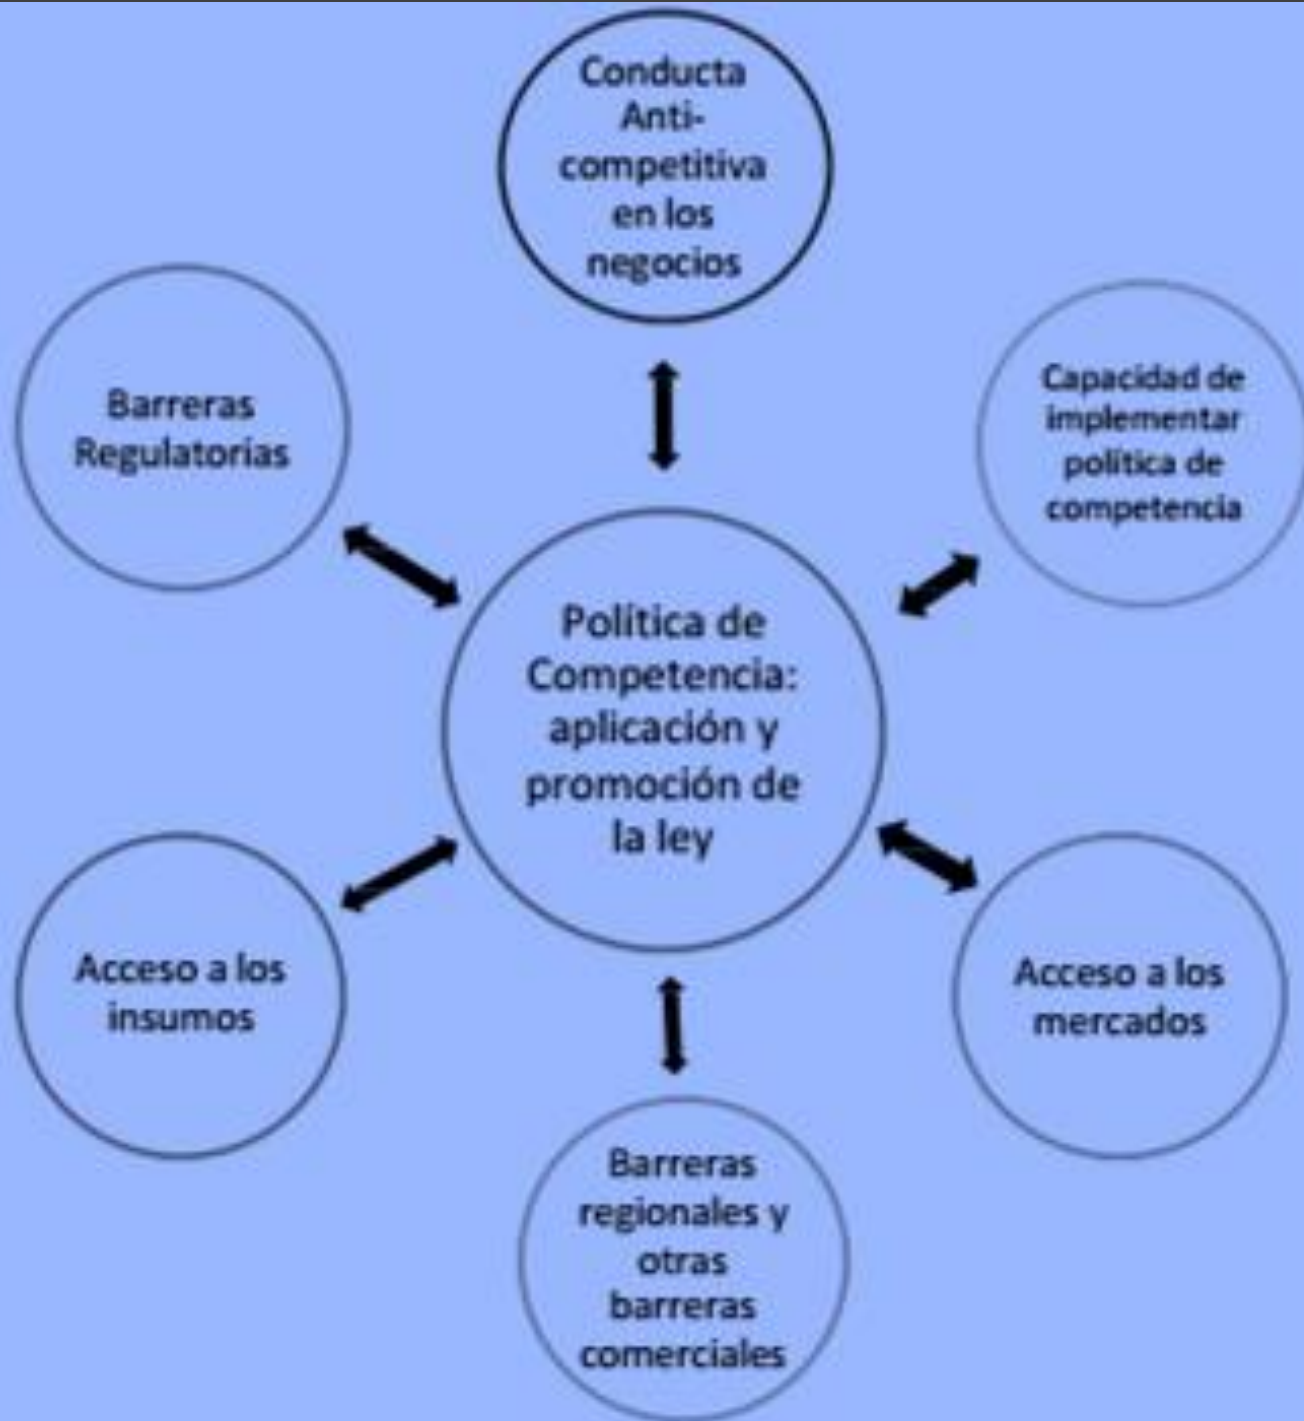 Conducta
Anti-
competitiva
en los
negocios
Barreras
Regulatorias
Capacidad de
implementar
política de
competencia
Política de
Competencia:
aplicación y
promoción de
la ley
Acceso a los
insumos
Acceso a los
mercados
Barreras
regionales y
otras
barreras
comerciales